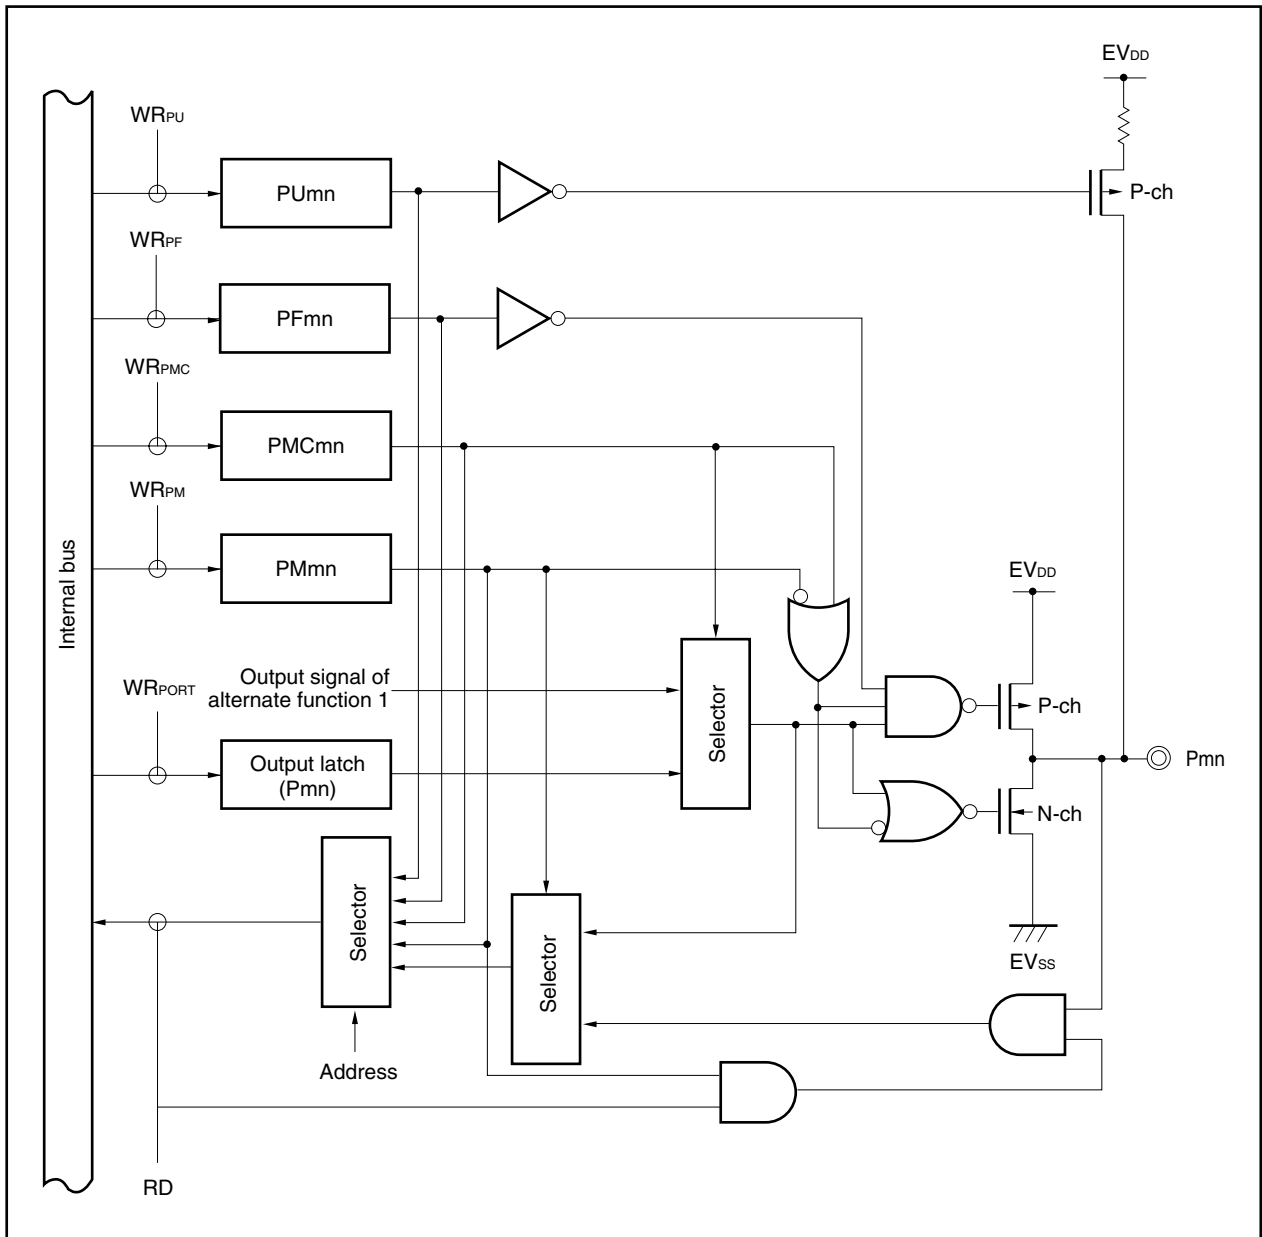 EVDD
WRPU
PUmn
P-ch
WRPF
PFmn
WRPMC
PMCmn
WRPM
PMmn
Internal bus
EVDD
Output signal of
alternate function 1
WRPORT
Selector
P-ch
Output latch
(Pmn)
Pmn
N-ch
Selector
Selector
EVSS
Address
RD